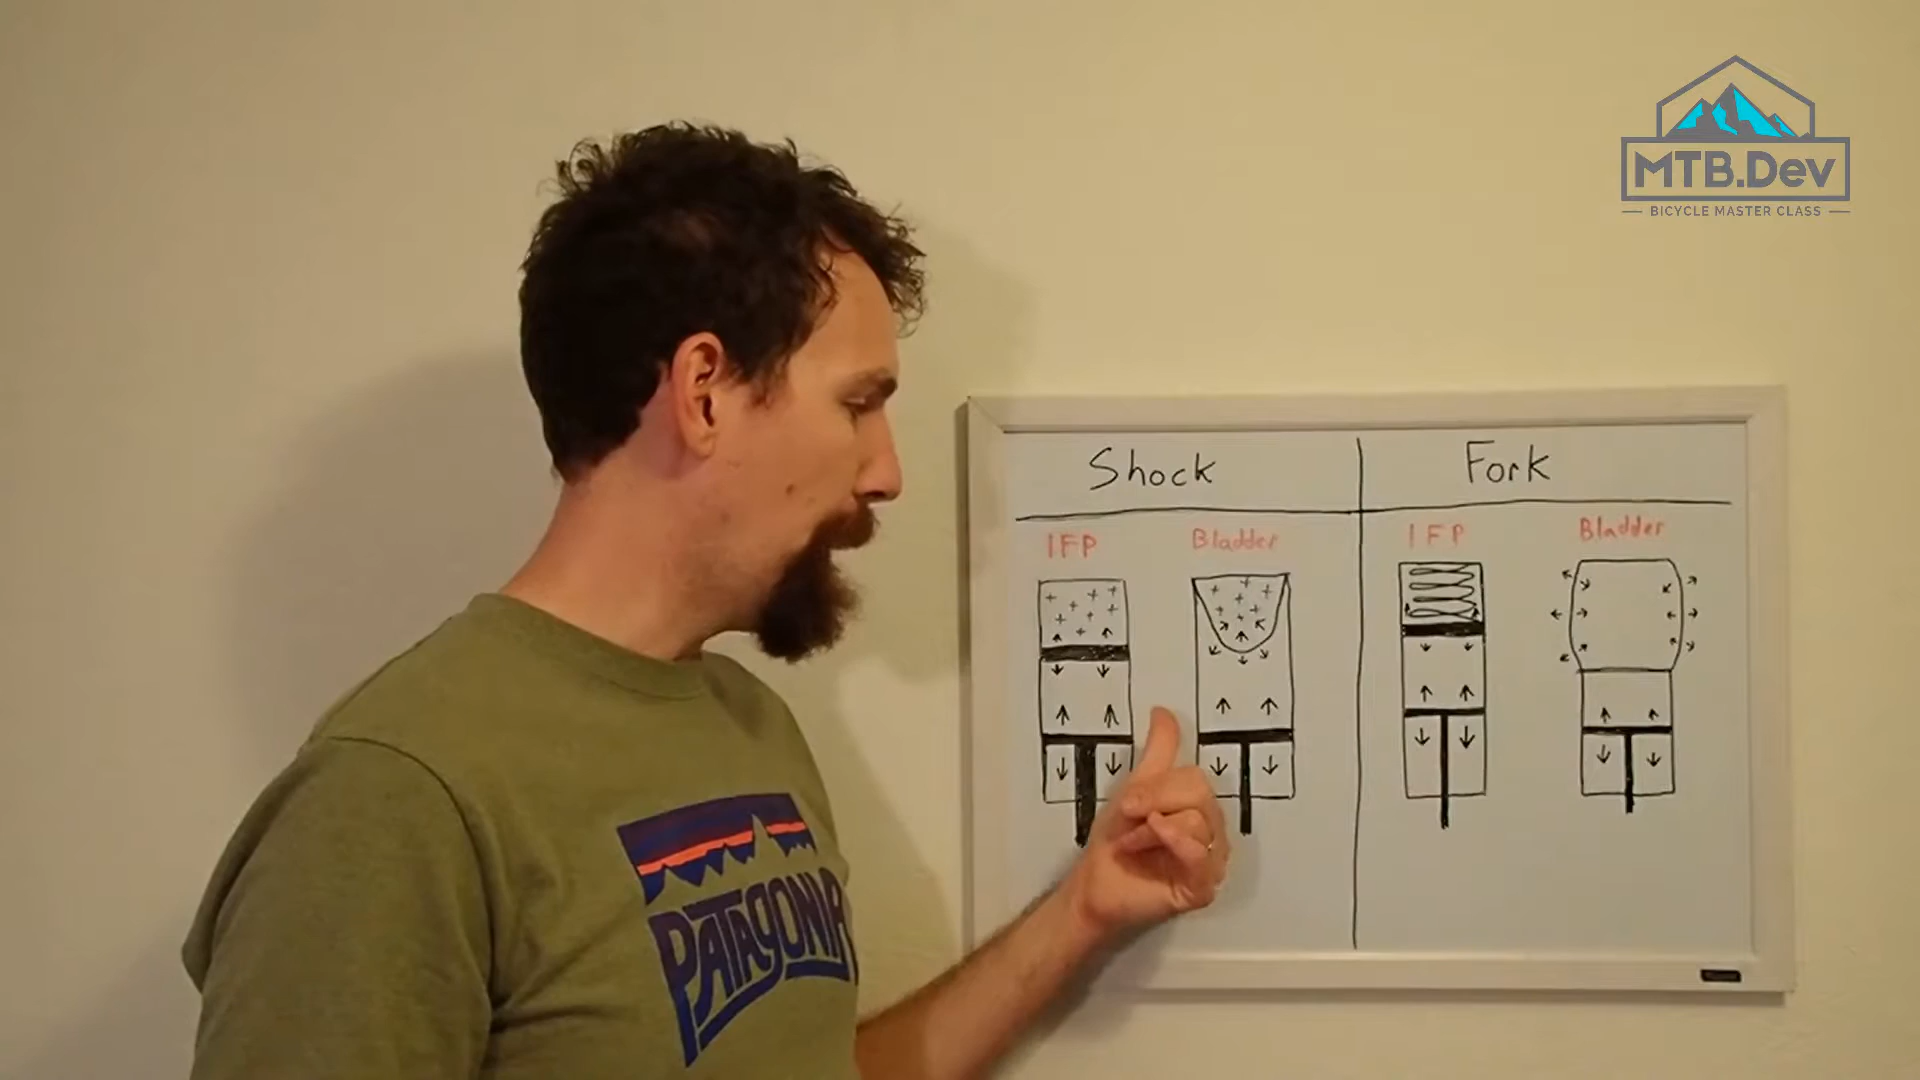 MTB.Dev
BICYCLE MASTER CLASS
Shock
Fork
IFP
Bladder
IFP
Bladder
PATAGONIA